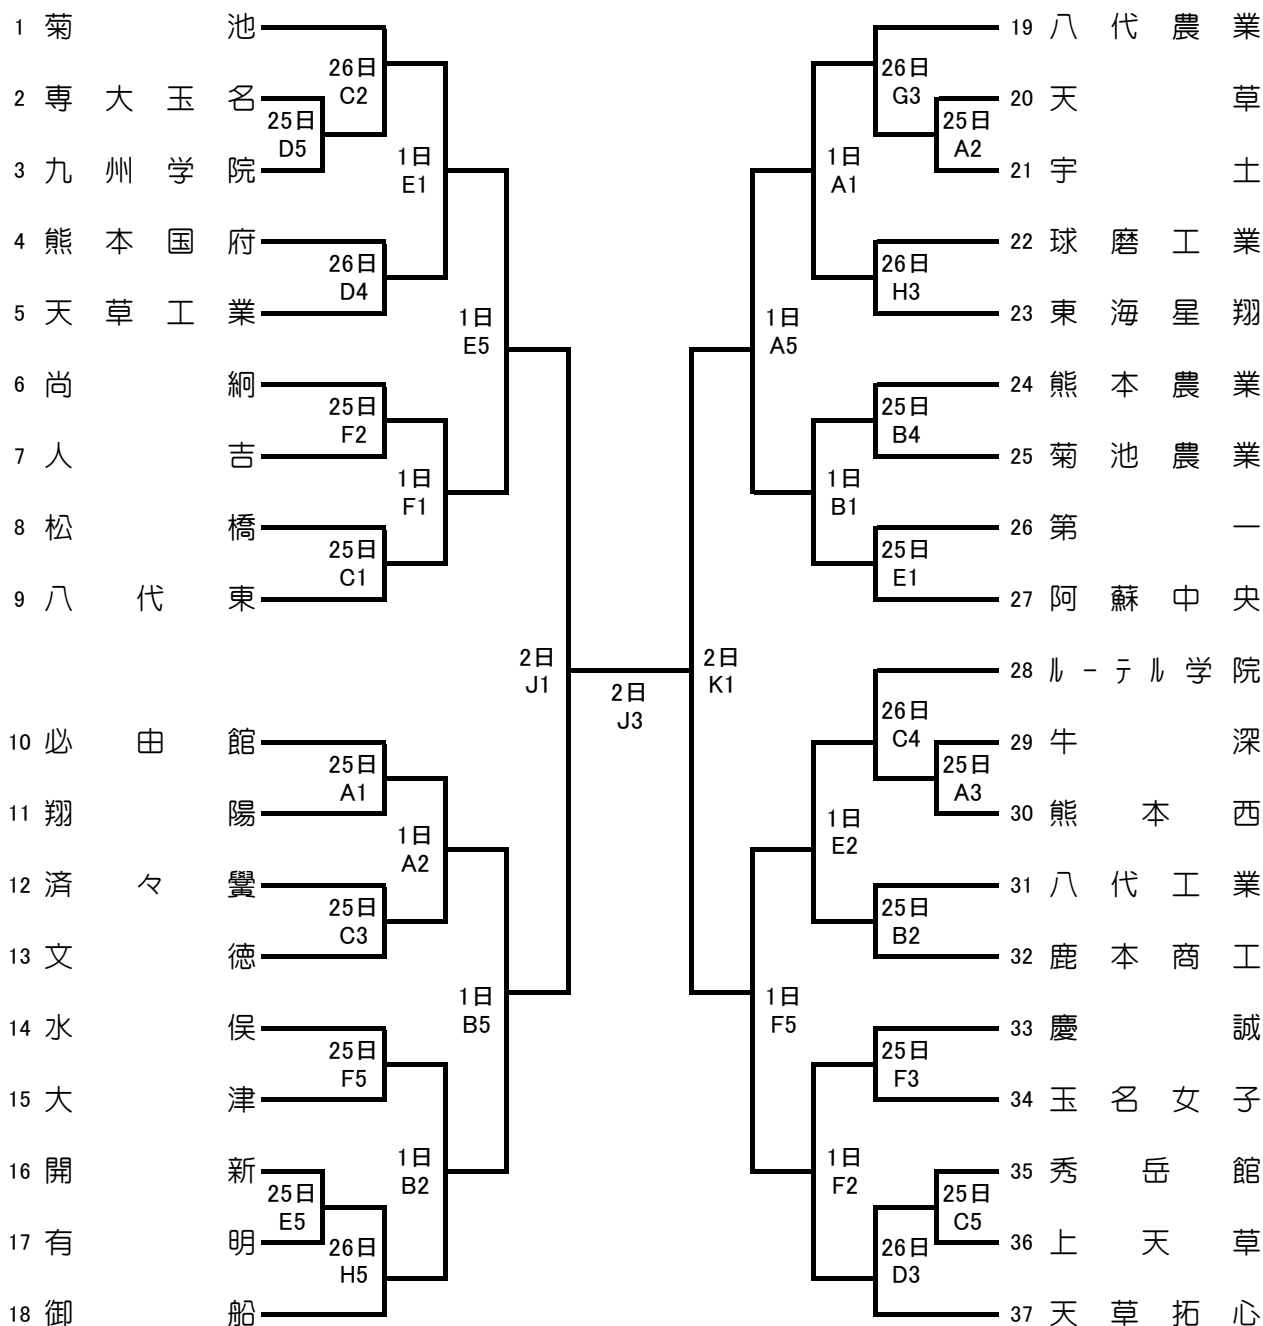 1 菊池
26日
C2
2 専大玉名
25日
D5
3 九州学院
1日
E1
4 熊本国府
26日
D4
5 天草工業
1日
E5
6 尚絅
25日
F2
7 人吉
1日
F1
8 松橋
25日
C1
9 八代東
2日
J1
10 必由館
25日
A1
11 翔陽
1日
A2
12 済々黌
25日
C3
13 文徳
1日
B5
14 水俣
25日
F5
15 大津
1日
B2
16 開新
25日
E5
17 有明
26日
H5
18 御船
2日
J3
19 八代農業
26日
G3
20 天草
25日
A2
21 宇土
1日
A1
22 球磨工業
26日
H3
23 東海星翔
1日
A5
24 熊本農業
25日
B4
25 菊池農業
1日
B1
26 第一
25日
E1
27 阿蘇中央
2日
K1
28 ルーテル学院
26日
C4
29 牛深
25日
A3
30 熊本西
1日
E2
31 八代工業
25日
B2
32 鹿本商工
1日
F5
33 慶誠
25日
F3
34 玉名女子
1日
F2
35 秀岳館
25日
C5
36 上天草
26日
D3
37 天草拓心